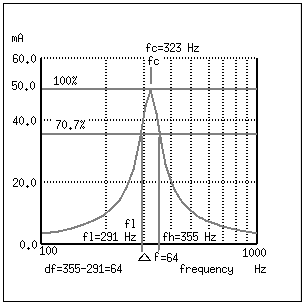 fc=323 Hz
mA
fc
60.0
100%
50.0
40.0
70.7%
20.0
fl
fl=291 Hz
fh=355 Hz
0.0
100
1000
Δ f=64
df=355-291=64
frequency Hz